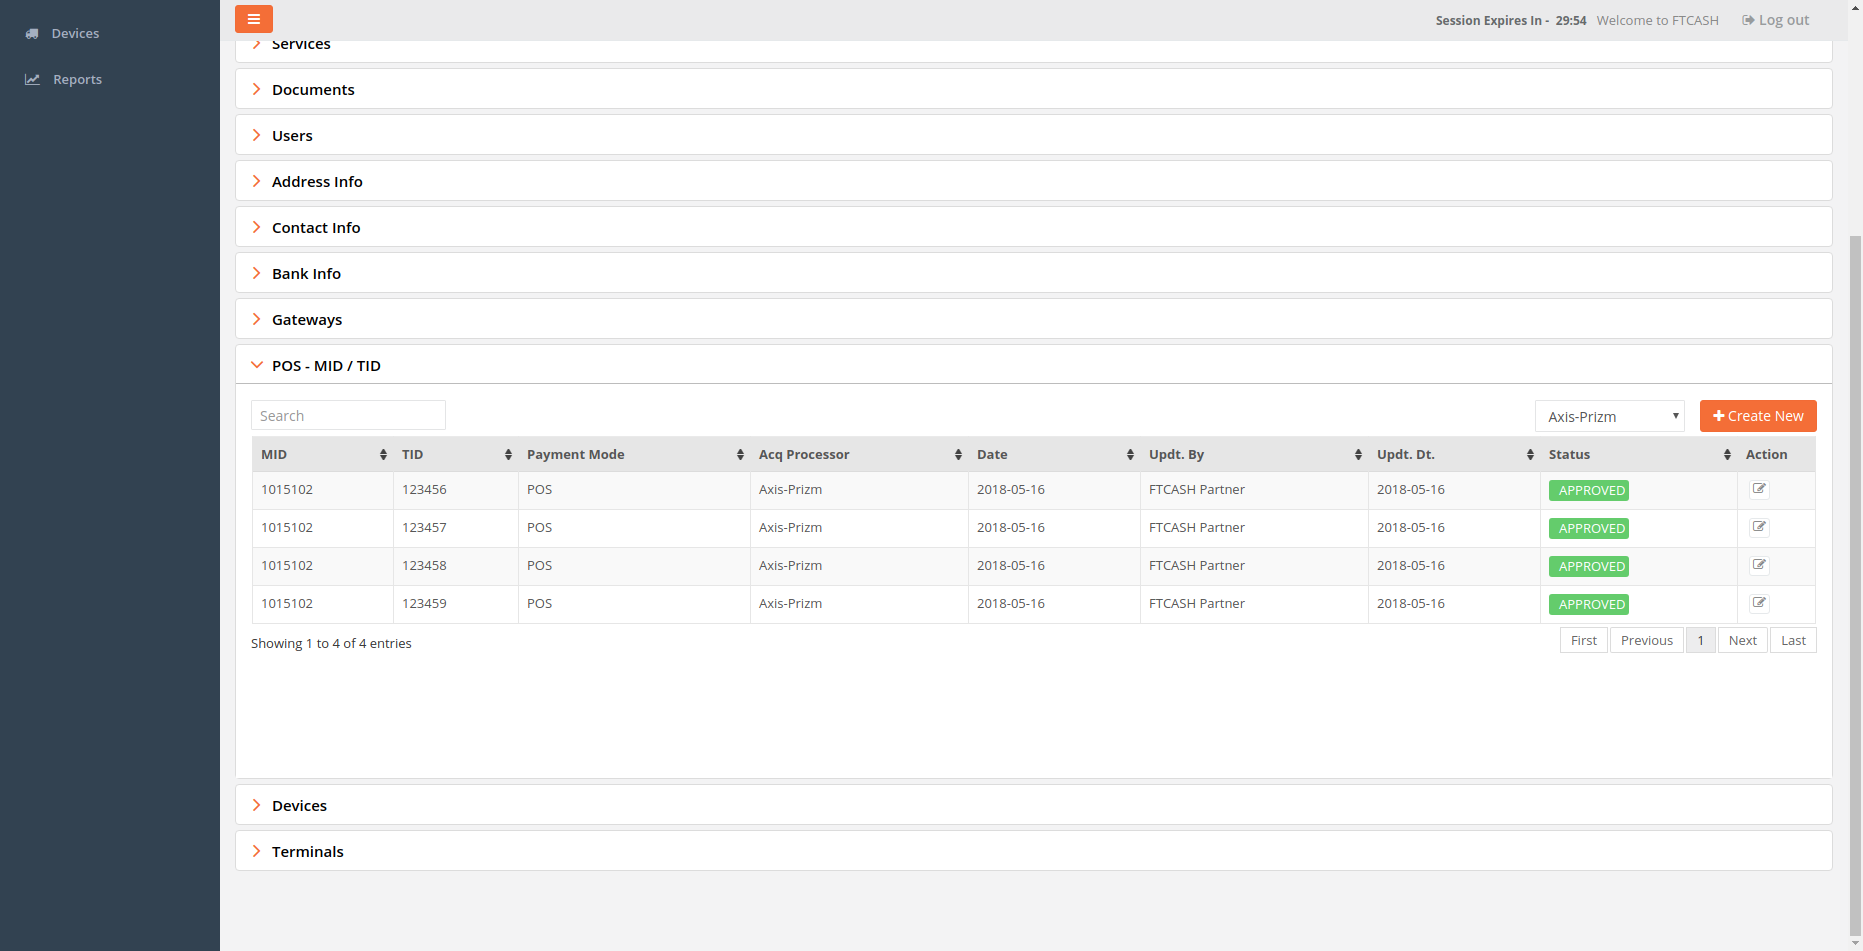 Devices
Reports
Session Expires In - 29:54 Welcome to FTCASH Log out
Services
Documents
Users
Address Info
Contact Info
Bank Info
Gateways
POS - MID / TID
Search
Axis-Prizm
Create New
MID TID Payment Mode Acq Processor Date Updt. By Updt. Dt. Status Action
1015102 123456 POS Axis-Prizm 2018-05-16 FTCASH Partner 2018-05-16 APPROVED
1015102 123457 POS Axis-Prizm 2018-05-16 FTCASH Partner 2018-05-16 APPROVED
1015102 123458 POS Axis-Prizm 2018-05-16 FTCASH Partner 2018-05-16 APPROVED
1015102 123459 POS Axis-Prizm 2018-05-16 FTCASH Partner 2018-05-16 APPROVED
Showing 1 to 4 of 4 entries
First Previous 1 Next Last
Devices
Terminals